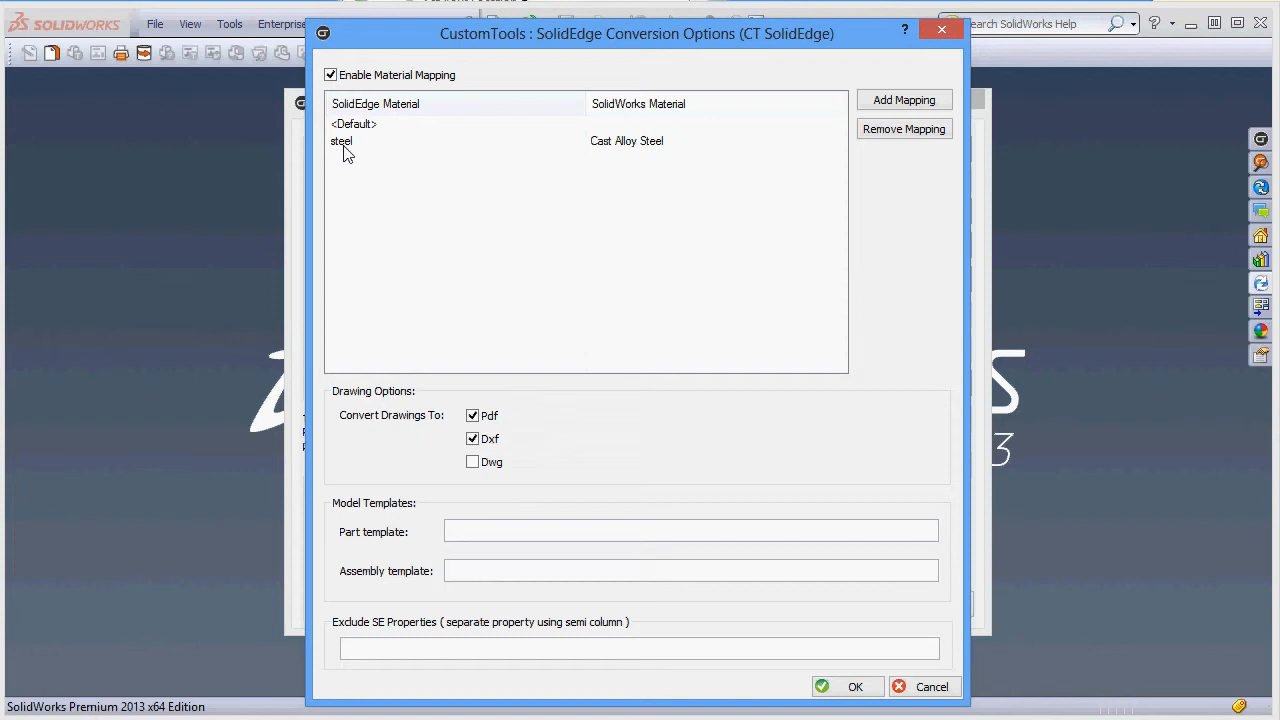 SOLIDWORKS
File View Tools Enterprise
Search SolidWorks Help
CustomTools : SolidEdge Conversion Options (CT SolidEdge)
Enable Material Mapping
SolidEdge Material SolidWorks Material
Add Mapping
<Default>
Remove Mapping
steel Cast Alloy Steel
Drawing Options:
Convert Drawings To: Pdf
Dxf
Dwg
Model Templates:
Part template:
Assembly template:
Exclude SE Properties ( separate property using semi column )
OK Cancel
SolidWorks Premium 2013 x64 Edition